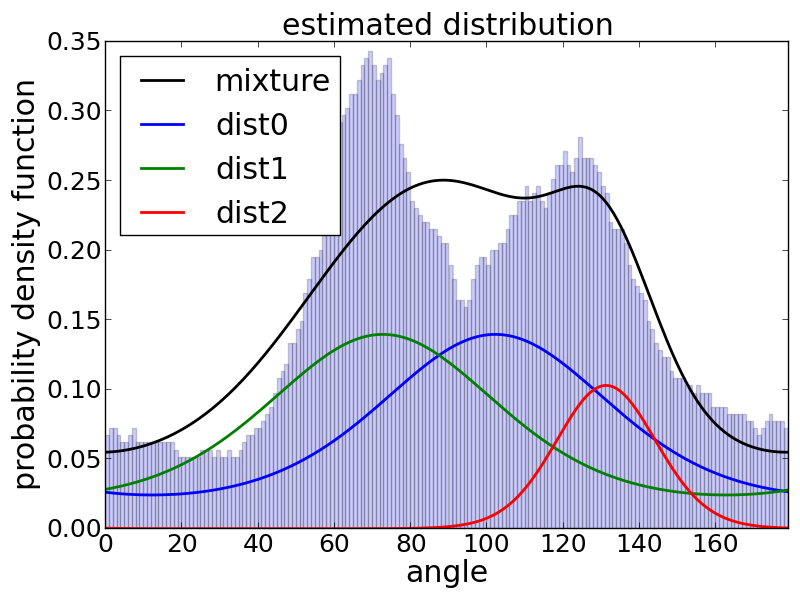 estimated distribution
probability density function
0.35
0.30
0.25
0.20
0.15
0.10
0.05
0.00
mixture
dist0
dist1
dist2
0 20 40 60 80 100 120 140 160
angle